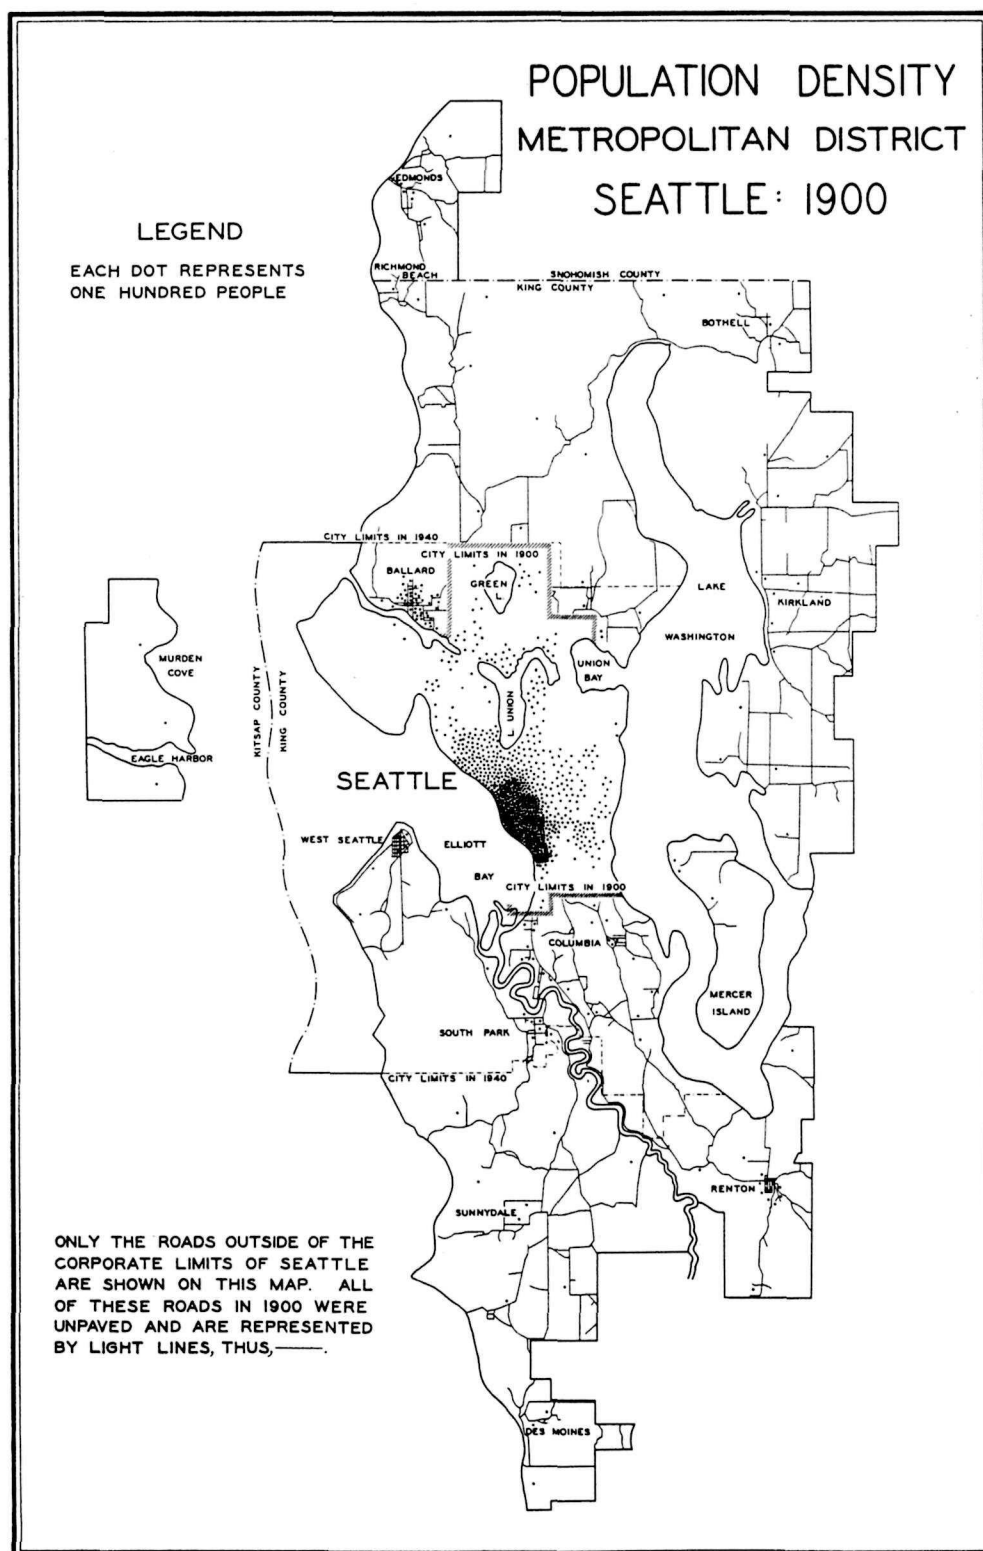 POPULATION DENSITY
METROPOLITAN DISTRICT
SEATTLE: 1900
LEGEND
EACH DOT REPRESENTS
ONE HUNDRED PEOPLE
EDMONDS
RICHMOND
BEACH
SNOHOMISH COUNTY
KING COUNTY
BOTHELL
CITY LIMITS IN 1940
CITY LIMITS IN 1900
BALLARD
GREEN
L.
LAKE
WASHINGTON
KIRKLAND
UNION
BAY
MURDEN
COVE
EAGLE HARBOR
KITSAP COUNTY
KING COUNTY
L. UNION
SEATTLE
WEST SEATTLE
ELLIOTT
BAY
CITY LIMITS IN 1900
COLUMBIA
MERCER
ISLAND
SOUTH PARK
CITY LIMITS IN 1940
RENTON
SUNNYDALE
ONLY THE ROADS OUTSIDE OF THE
CORPORATE LIMITS OF SEATTLE
ARE SHOWN ON THIS MAP. ALL
OF THESE ROADS IN 1900 WERE
UNPAVED AND ARE REPRESENTED
BY LIGHT LINES, THUS,——.
DES MOINES